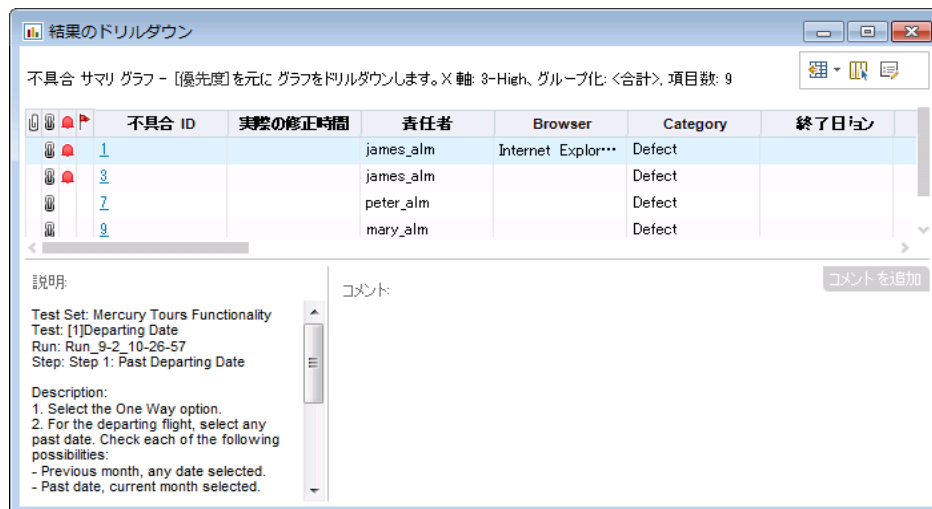 結果のドリルダウン
不具合 サマリ グラフ - [優先度] を元に グラフをドリルダウンします。X 軸: 3-High、グループ化: <合計>, 項目数: 9
不具合 ID 実際の修正時間 責任者 Browser Category 終了日ョン
1 james_alm Internet Explor… Defect
3 james_alm Defect
7 peter_alm Defect
9 mary_alm Defect
説明:
コメント:
コメント を追加
Test Set: Mercury Tours Functionality
Test: [1]Departing Date
Run: Run_9-2_10-26-57
Step: Step 1: Past Departing Date
Description:
1. Select the One Way option.
2. For the departing flight, select any
past date. Check each of the following
possibilities:
- Previous month, any date selected.
- Past date, current month selected.